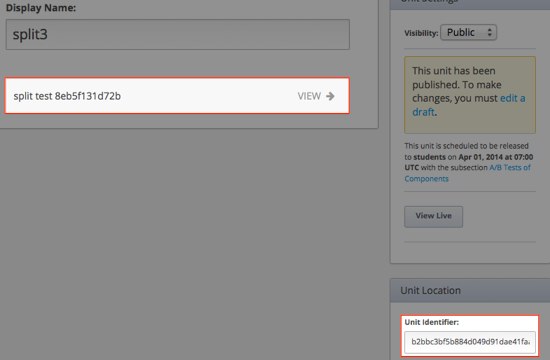 Display Name:
split3
split test 8eb5f131d72b
VIEW →
Unit Settings
Visibility: Public
This unit has been
published. To make
changes, you must edit a
draft.
This unit is scheduled to be released
to students on Apr 01, 2014 at 07:00
UTC with the subsection A/B Tests of
Components
View Live
Unit Location
Unit Identifier:
b2bbc3bf5b884d049d91dae41fa